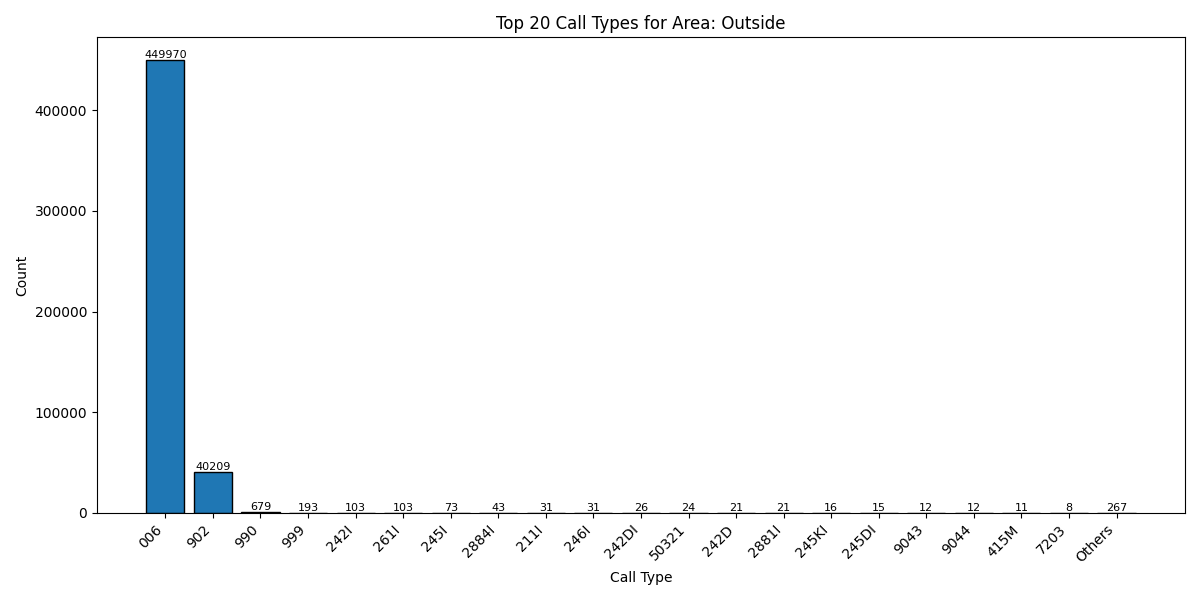 Top 20 Call Types for Area: Outside
Count
400000
300000
200000
100000
0
449970
40209
679
193
103
103
73
43
31
31
26
24
21
21
16
15
12
12
11
8
267
006
902
990
999
242I
261I
245I
2884I
211I
246I
242DI
50321
242D
2881I
245KI
245DI
9043
9044
415M
7203
Others
Call Type